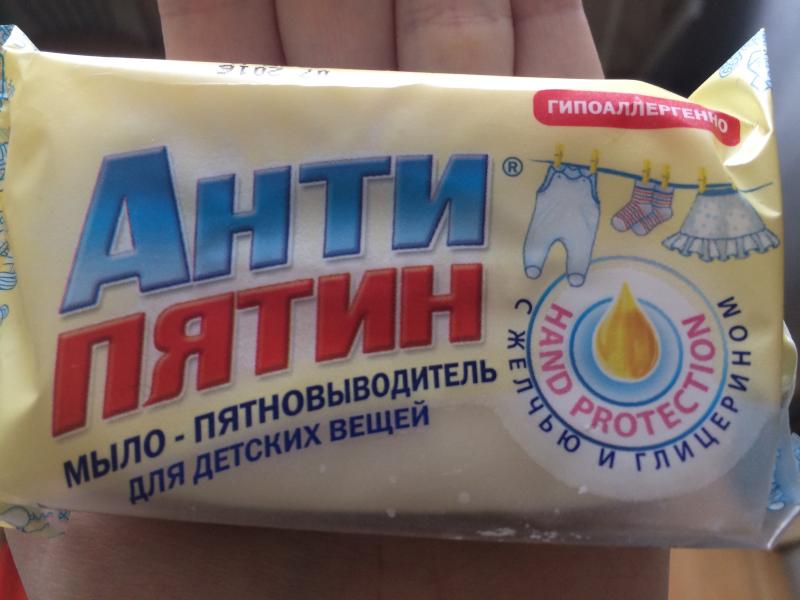 07 2016
ГИПОАЛЛЕРГЕННО
АНТИ®
ПЯТИН
МЫЛО - ПЯТНОВЫВОДИТЕЛЬ
ДЛЯ ДЕТСКИХ ВЕЩЕЙ
HAND PROTECTION
С ЖЕЛЧЬЮ И ГЛИЦЕРИНОМ